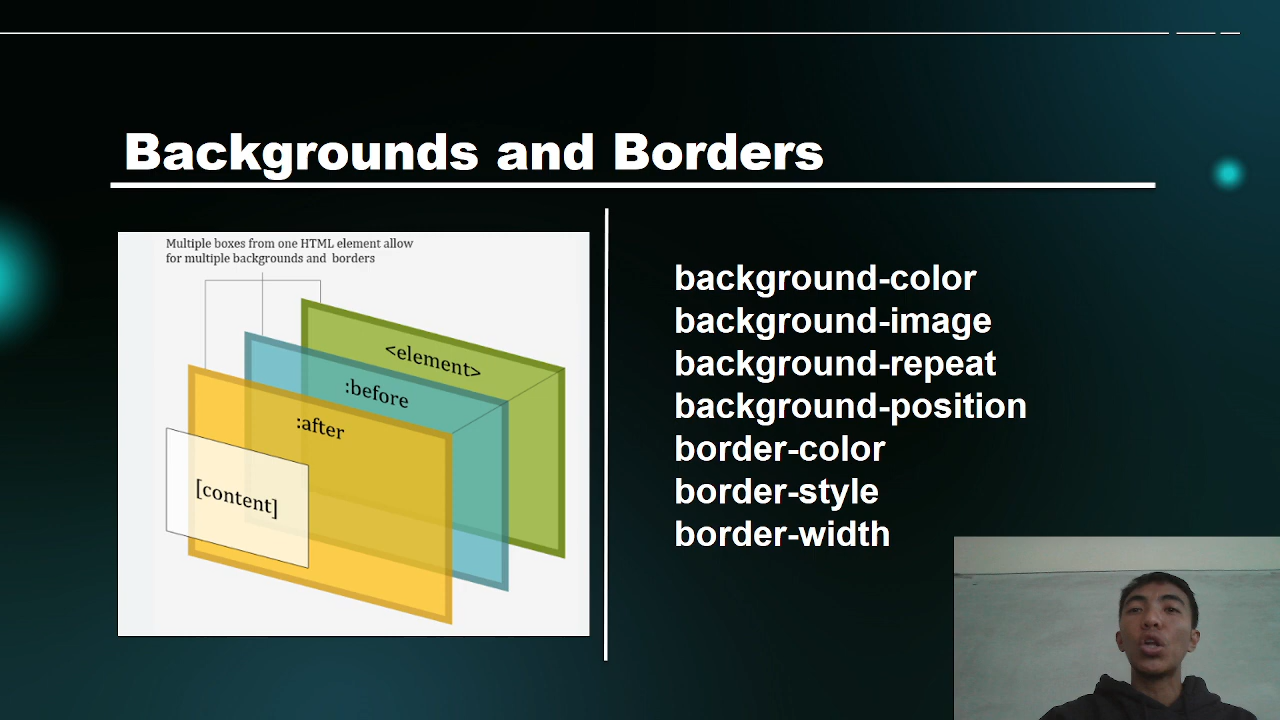 Backgrounds and Borders
Multiple boxes from one HTML element allow
for multiple backgrounds and borders
<element>
:before
:after
[content]
background-color
background-image
background-repeat
background-position
border-color
border-style
border-width